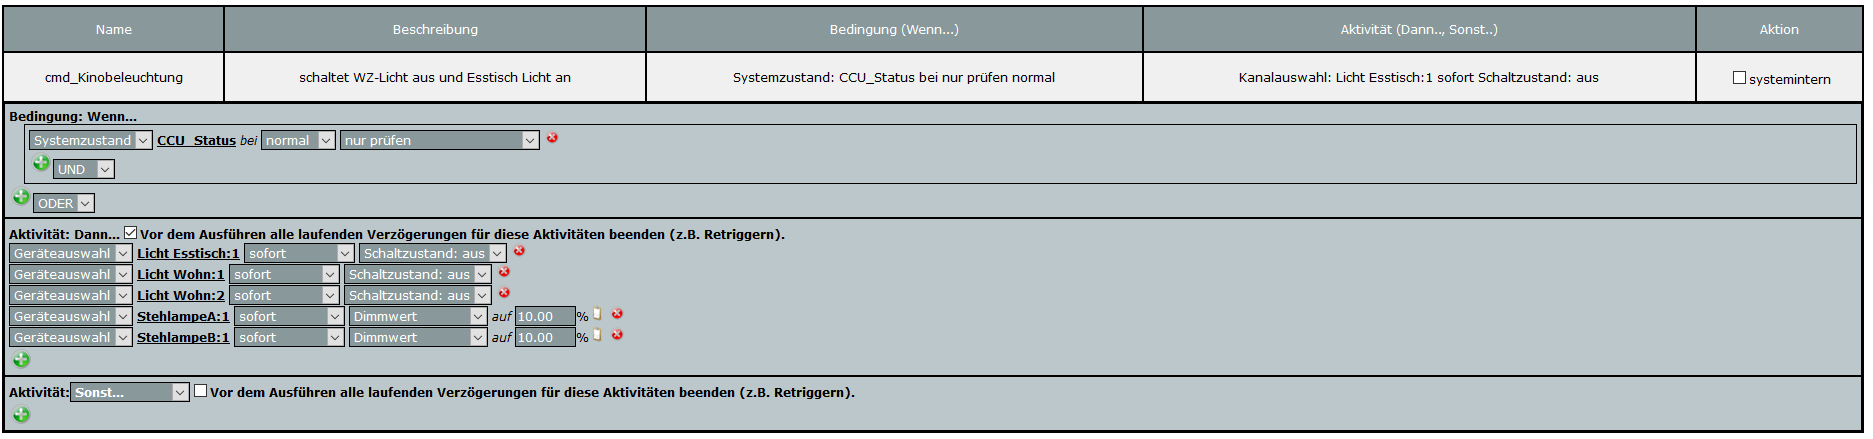 Name Beschreibung Bedingung (Wenn...) Aktivität (Dann.., Sonst..) Aktion
cmd_Kinobeleuchtung schaltet WZ-Licht aus und Esstisch Licht an Systemzustand: CCU_Status bei nur prüfen normal Kanalauswahl: Licht Esstisch:1 sofort Schaltzustand: aus systemintern
Bedingung: Wenn...
Systemzustand CCU_Status bei normal nur prüfen
UND
ODER
Aktivität: Dann... Vor dem Ausführen alle laufenden Verzögerungen für diese Aktivitäten beenden (z.B. Retriggern).
Geräteauswahl Licht Esstisch:1 sofort Schaltzustand: aus
Geräteauswahl Licht Wohn:1 sofort Schaltzustand: aus
Geräteauswahl Licht Wohn:2 sofort Schaltzustand: aus
Geräteauswahl StehlampeA:1 sofort Dimmwert auf 10.00 %
Geräteauswahl StehlampeB:1 sofort Dimmwert auf 10.00 %
Aktivität: Sonst... Vor dem Ausführen alle laufenden Verzögerungen für diese Aktivitäten beenden (z.B. Retriggern).